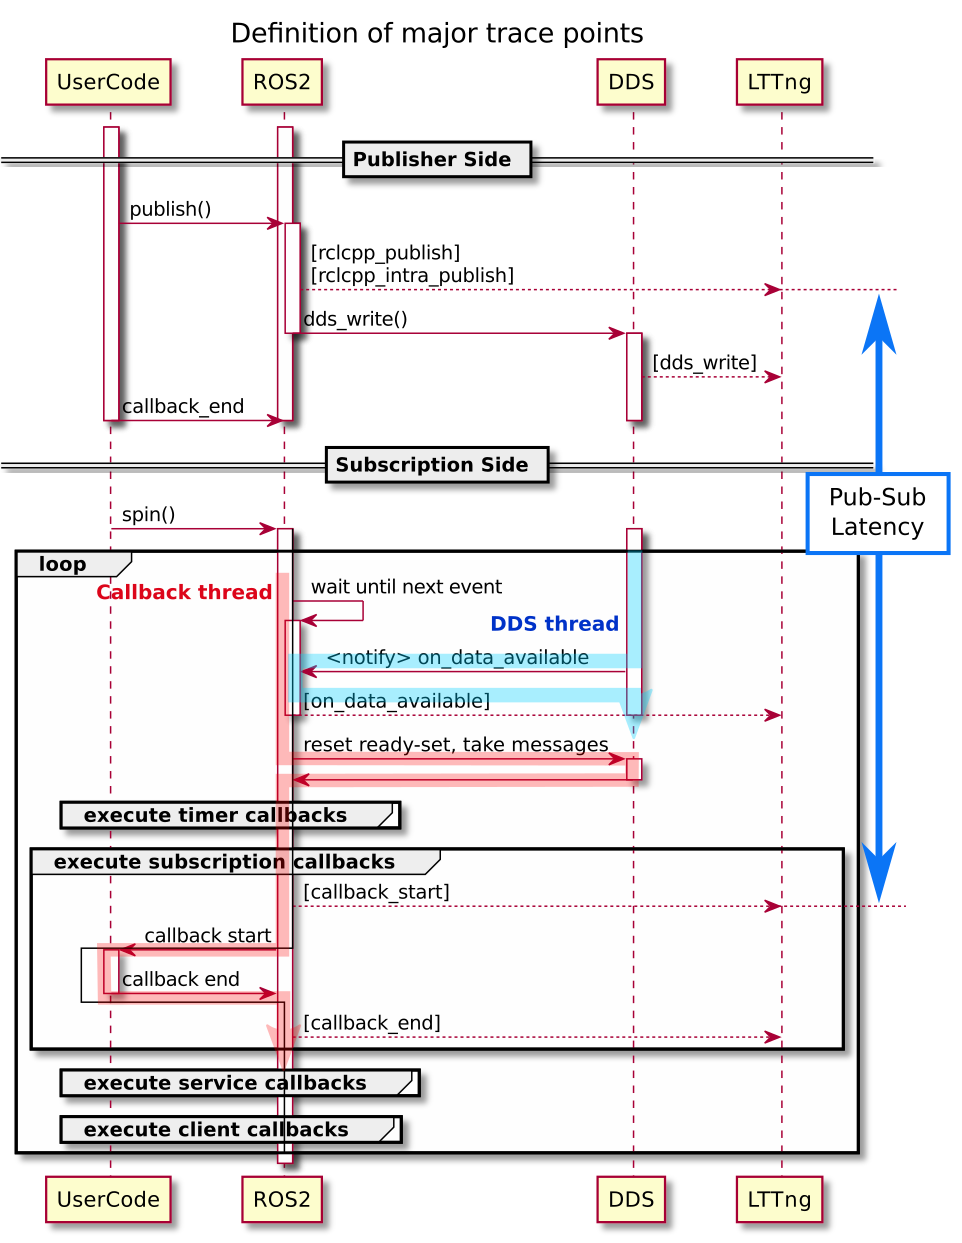 Definition of major trace points
UserCode
ROS2
DDS
LTTng
Publisher Side
publish()
[rclcpp_publish]
[rclcpp_intra_publish]
dds_write()
[dds_write]
callback_end
Subscription Side
Pub-Sub
Latency
spin()
loop
Callback thread
wait until next event
DDS thread
<notify> on_data_available
[on_data_available]
reset ready-set, take messages
execute timer callbacks
execute subscription callbacks
[callback_start]
callback start
callback end
[callback_end]
execute service callbacks
execute client callbacks
UserCode
ROS2
DDS
LTTng